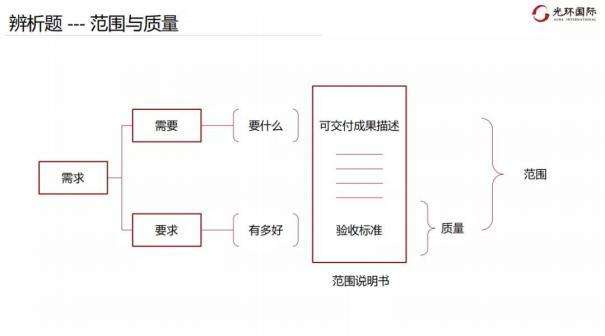 辨析题 --- 范围与质量
光环国际
AURA INTERNATIONAL
需求
需要
要什么
要求
有多好
可交付成果描述
验收标准
范围说明书
质量
范围